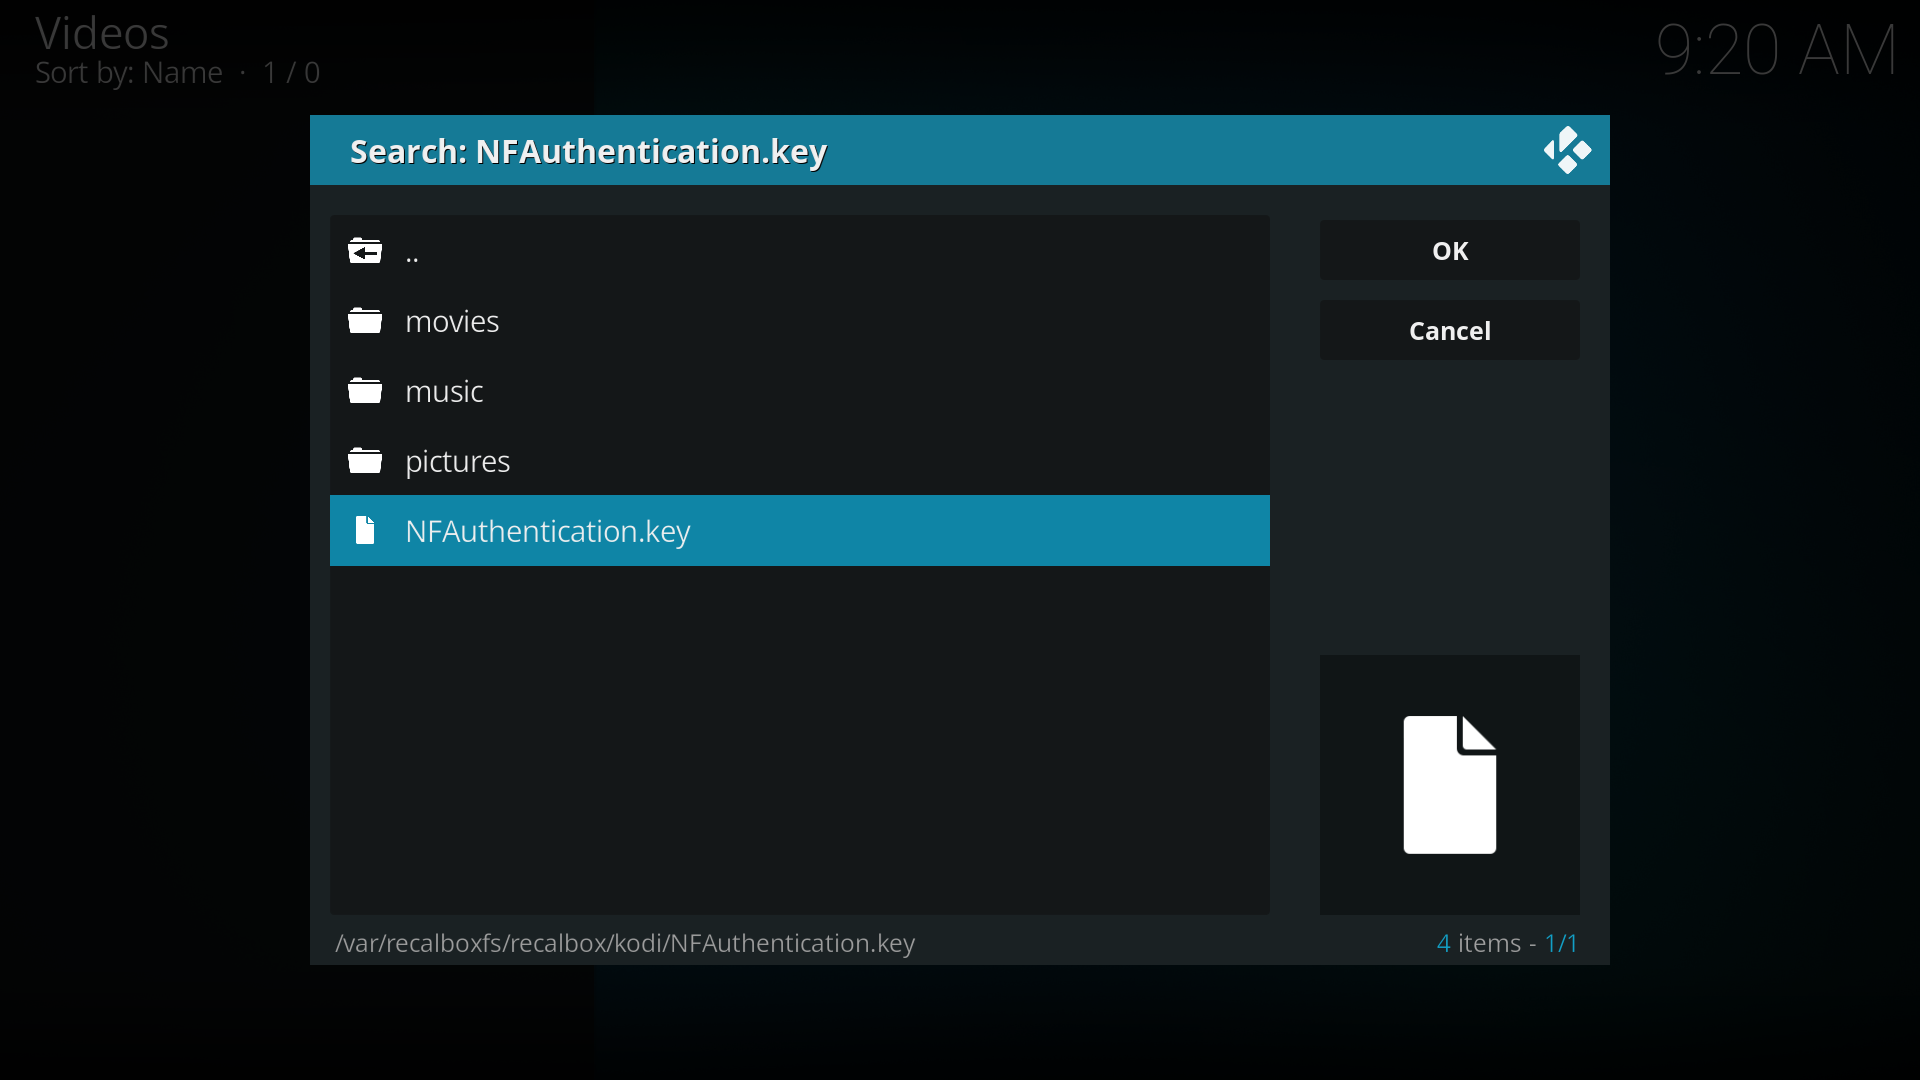 Videos
Sort by: Name · 1 / 0
9:20 AM
Search: NFAuthentication.key
..
movies
music
pictures
NFAuthentication.key
OK
Cancel
/var/recalboxfs/recalbox/kodi/NFAuthentication.key
4 items - 1/1